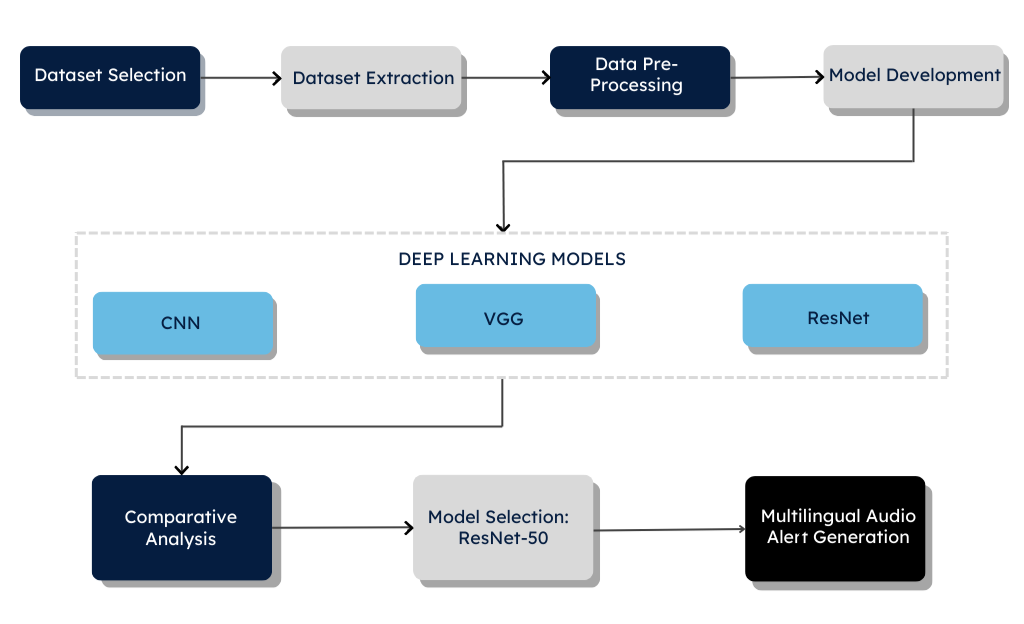 Dataset Selection
Dataset Extraction
Data Pre-
Processing
Model Development
DEEP LEARNING MODELS
CNN
VGG
ResNet
Comparative
Analysis
Model Selection:
ResNet-50
Multilingual Audio
Alert Generation